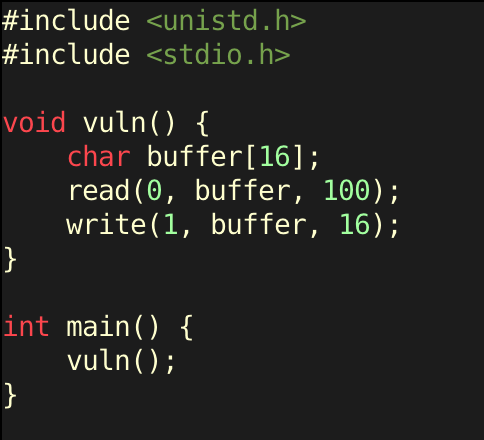 #include <unistd.h>
#include <stdio.h>

void vuln() {
    char buffer[16];
    read(0, buffer, 100);
    write(1, buffer, 16);
}

int main() {
    vuln();
}